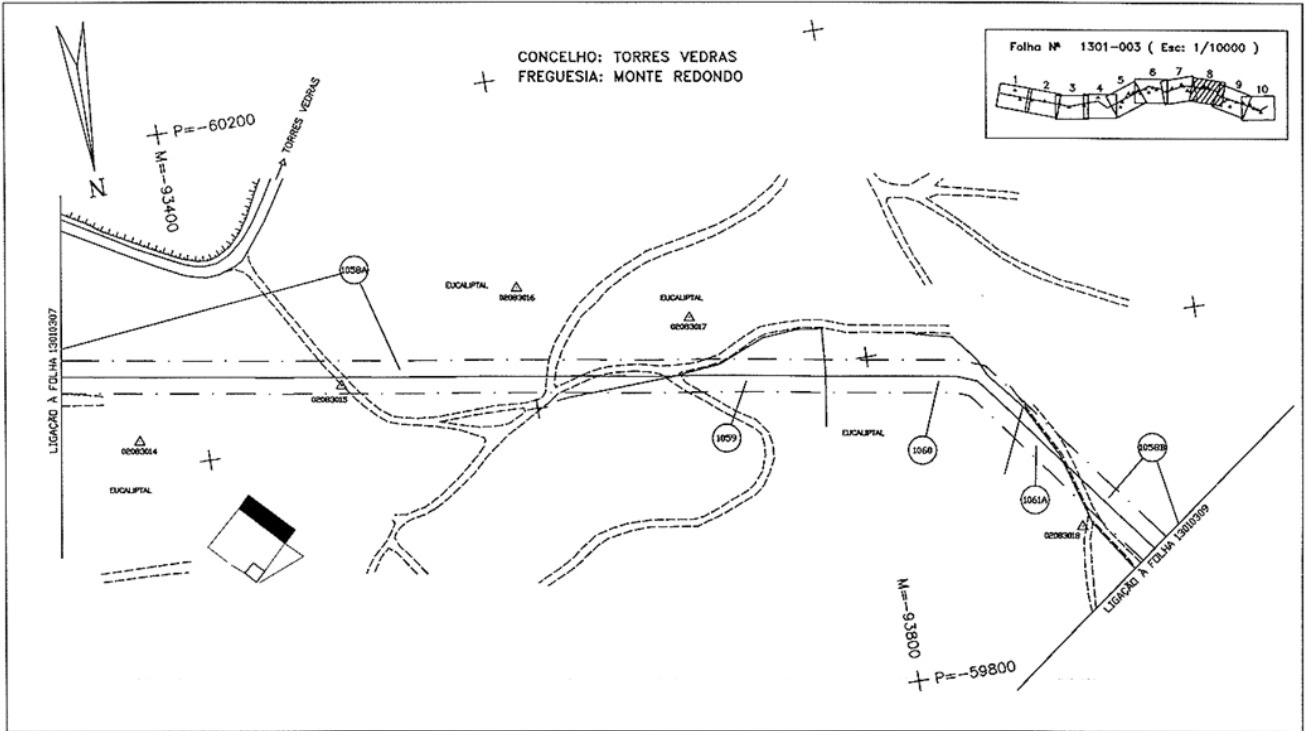 CONCELHO: TORRES VEDRAS
FREGUESIA: MONTE REDONDO
Folha Nº 1301-003 ( Esc: 1/10000 )
1 2 3 4 5 6 7 8 9 10
P=-60200
M=-93400
TORRES VEDRAS
N
LIGAÇÃO À FOLHA 13010307
1058A
EUCALIPTAL
02083016
EUCALIPTAL
02083017
02083015
02083014
EUCALIPTAL
1059
EUCALIPTAL
1060
1061A
1058B
02083018
LIGAÇÃO À FOLHA 13010309
M=-93800
P=-59800